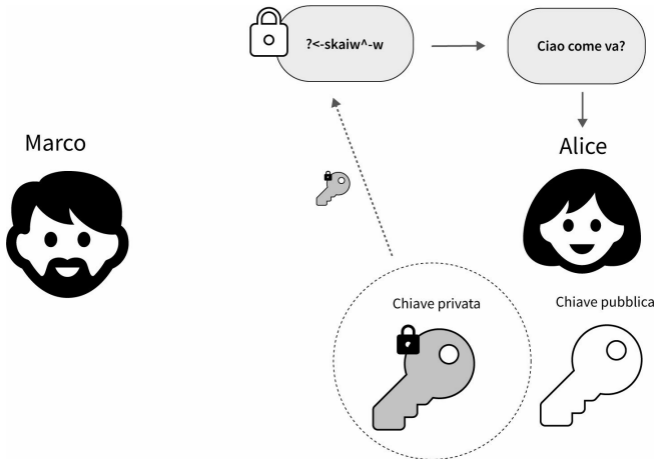 ?<-skaiw^-w
Ciao come va?
Marco
Alice
Chiave privata
Chiave pubblica